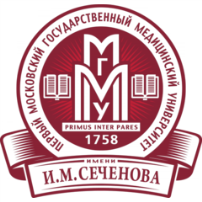 ПЕРВЫЙ МОСКОВСКИЙ ГОСУДАРСТВЕННЫЙ МЕДИЦИНСКИЙ УНИВЕРСИТЕТ
МГМУ
PRIMUS INTER PARES
1758
ИМЕНИ
И.М.СЕЧЕНОВА